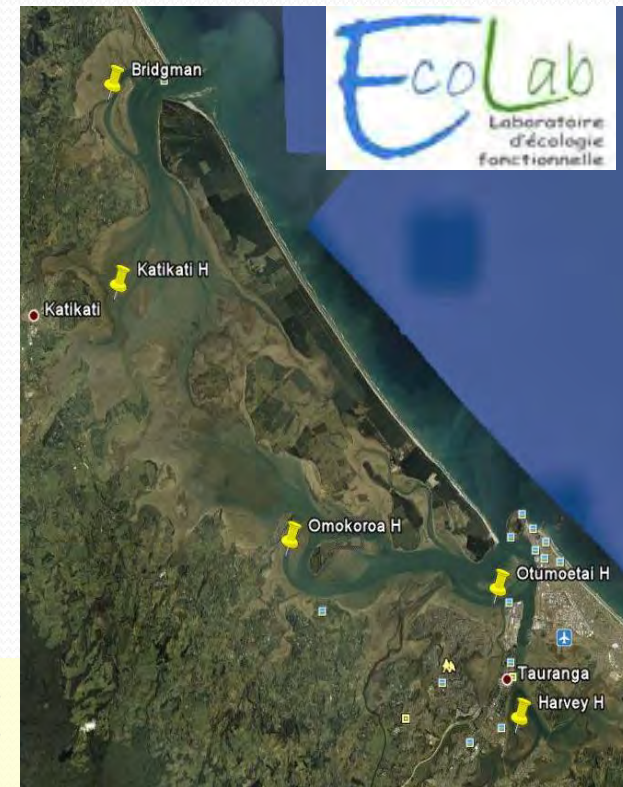 EcoLab
Laboratoire
d'écologie
fonctionnelle
Bridgman
Katikati H
Katikati
Omokoroa H
Otumoetai H
Tauranga
Harvey H